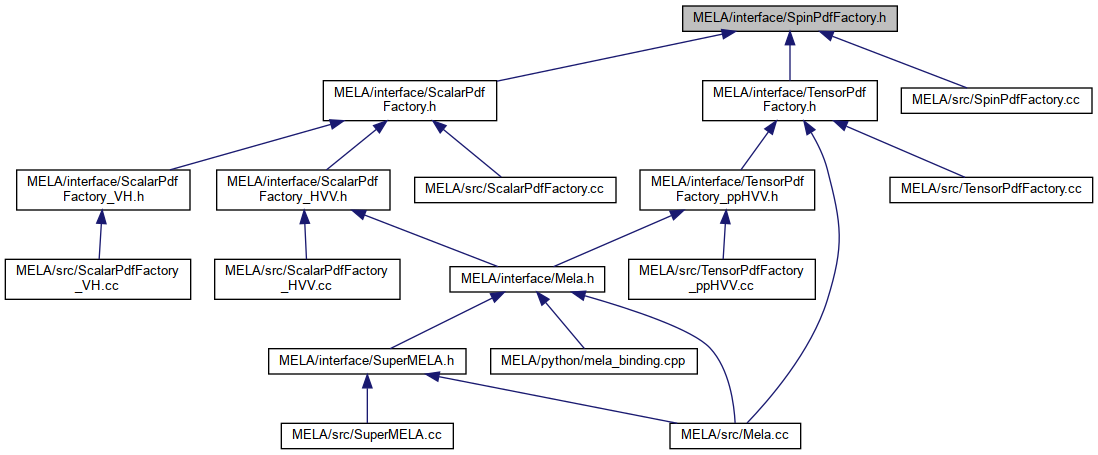 MELA/interface/SpinPdfFactory.h
MELA/interface/ScalarPdf
Factory.h
MELA/interface/TensorPdf
Factory.h
MELA/src/SpinPdfFactory.cc
MELA/interface/ScalarPdf
Factory_VH.h
MELA/interface/ScalarPdf
Factory_HVV.h
MELA/src/ScalarPdfFactory.cc
MELA/interface/TensorPdf
Factory_ppHVV.h
MELA/src/TensorPdfFactory.cc
MELA/src/ScalarPdfFactory
_VH.cc
MELA/src/ScalarPdfFactory
_HVV.cc
MELA/interface/Mela.h
MELA/src/TensorPdfFactory
_ppHVV.cc
MELA/interface/SuperMELA.h
MELA/python/mela_binding.cpp
MELA/src/SuperMELA.cc
MELA/src/Mela.cc